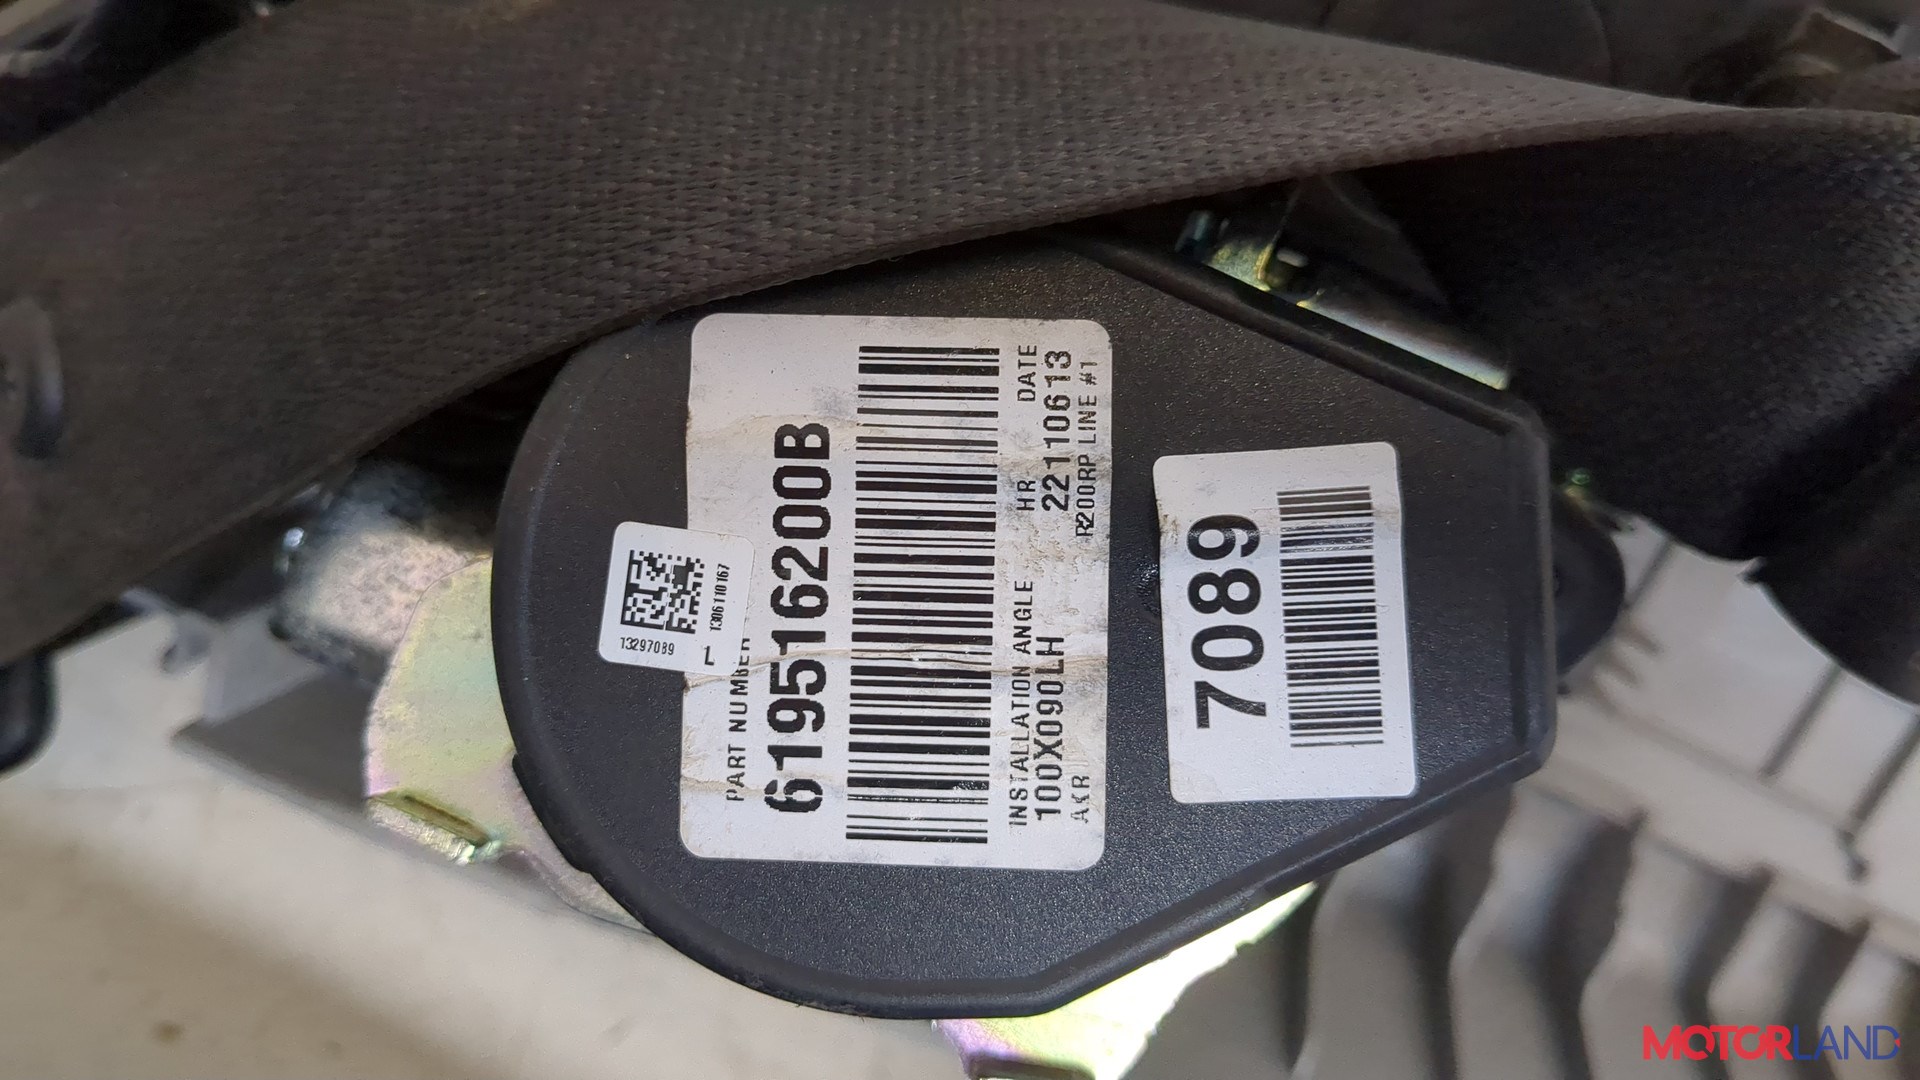 PART NUMBER
619516200B
INSTALLATION ANGLE HR DATE
100X090LH 22110613
AKR R200RP LINE #1
13297089
L
1306110167
7089
MOTORLAND